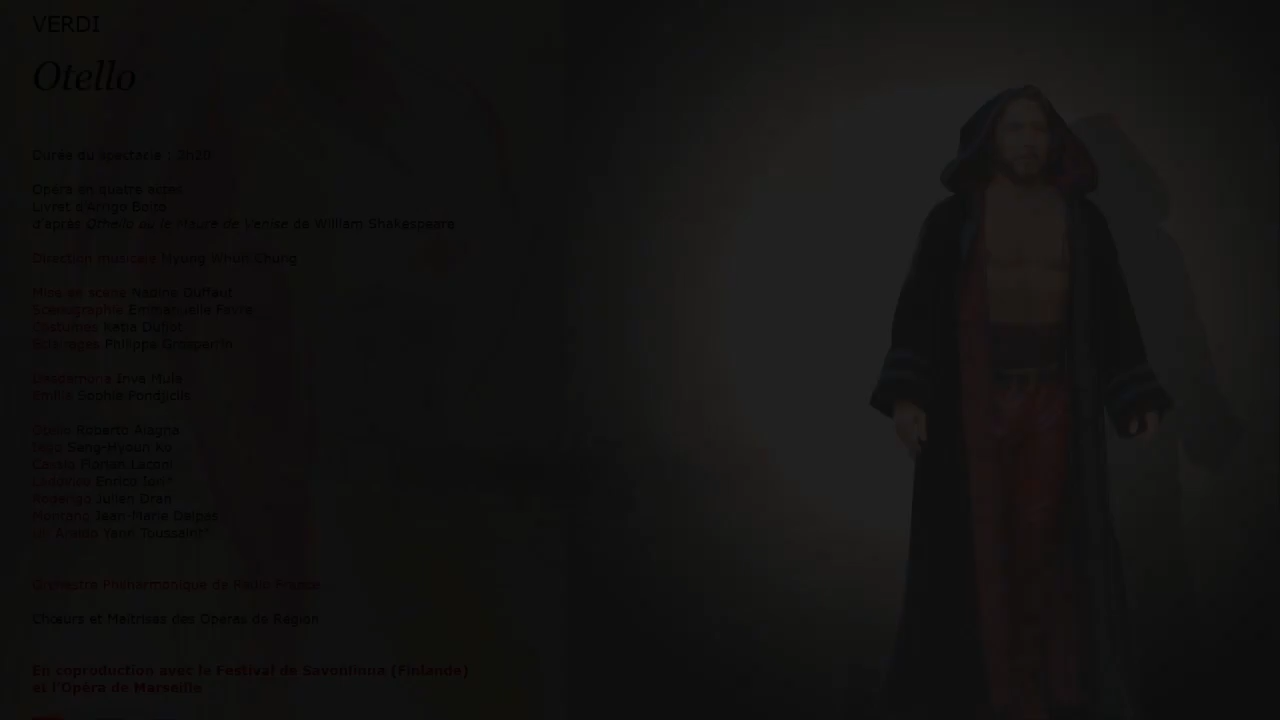 VERDI
Otello
Durée du spectacle :
Opéra en quatre actes
Livret d'Arrigo Boito
d'après Othello ou le Maure de Venise de William Shakespeare
Direction musicale Myung Whun Chung
Mise en scène Nadine Duffaut
Scénographie Emmanuelle Favre
Costumes Katia Duflot
Eclairages Philippe Grosperrin
Desdemona Inva Mula
Emilia Sophie Pondjiclis
Otello Roberto Alagna
Iago Seng-Hyoun Ko
Cassio Florian Laconi
Lodovico Enrico Iori*
Roderigo Julien Dran
Montano Jean-Marie Delpas
Un Araldo Yann Toussaint*
Orchestre Philharmonique de Radio France
Chœurs et Maîtrises des Opéras de Région
En coproduction avec le Festival de Savonlinna (Finlande)
et l'Opéra de Marseille